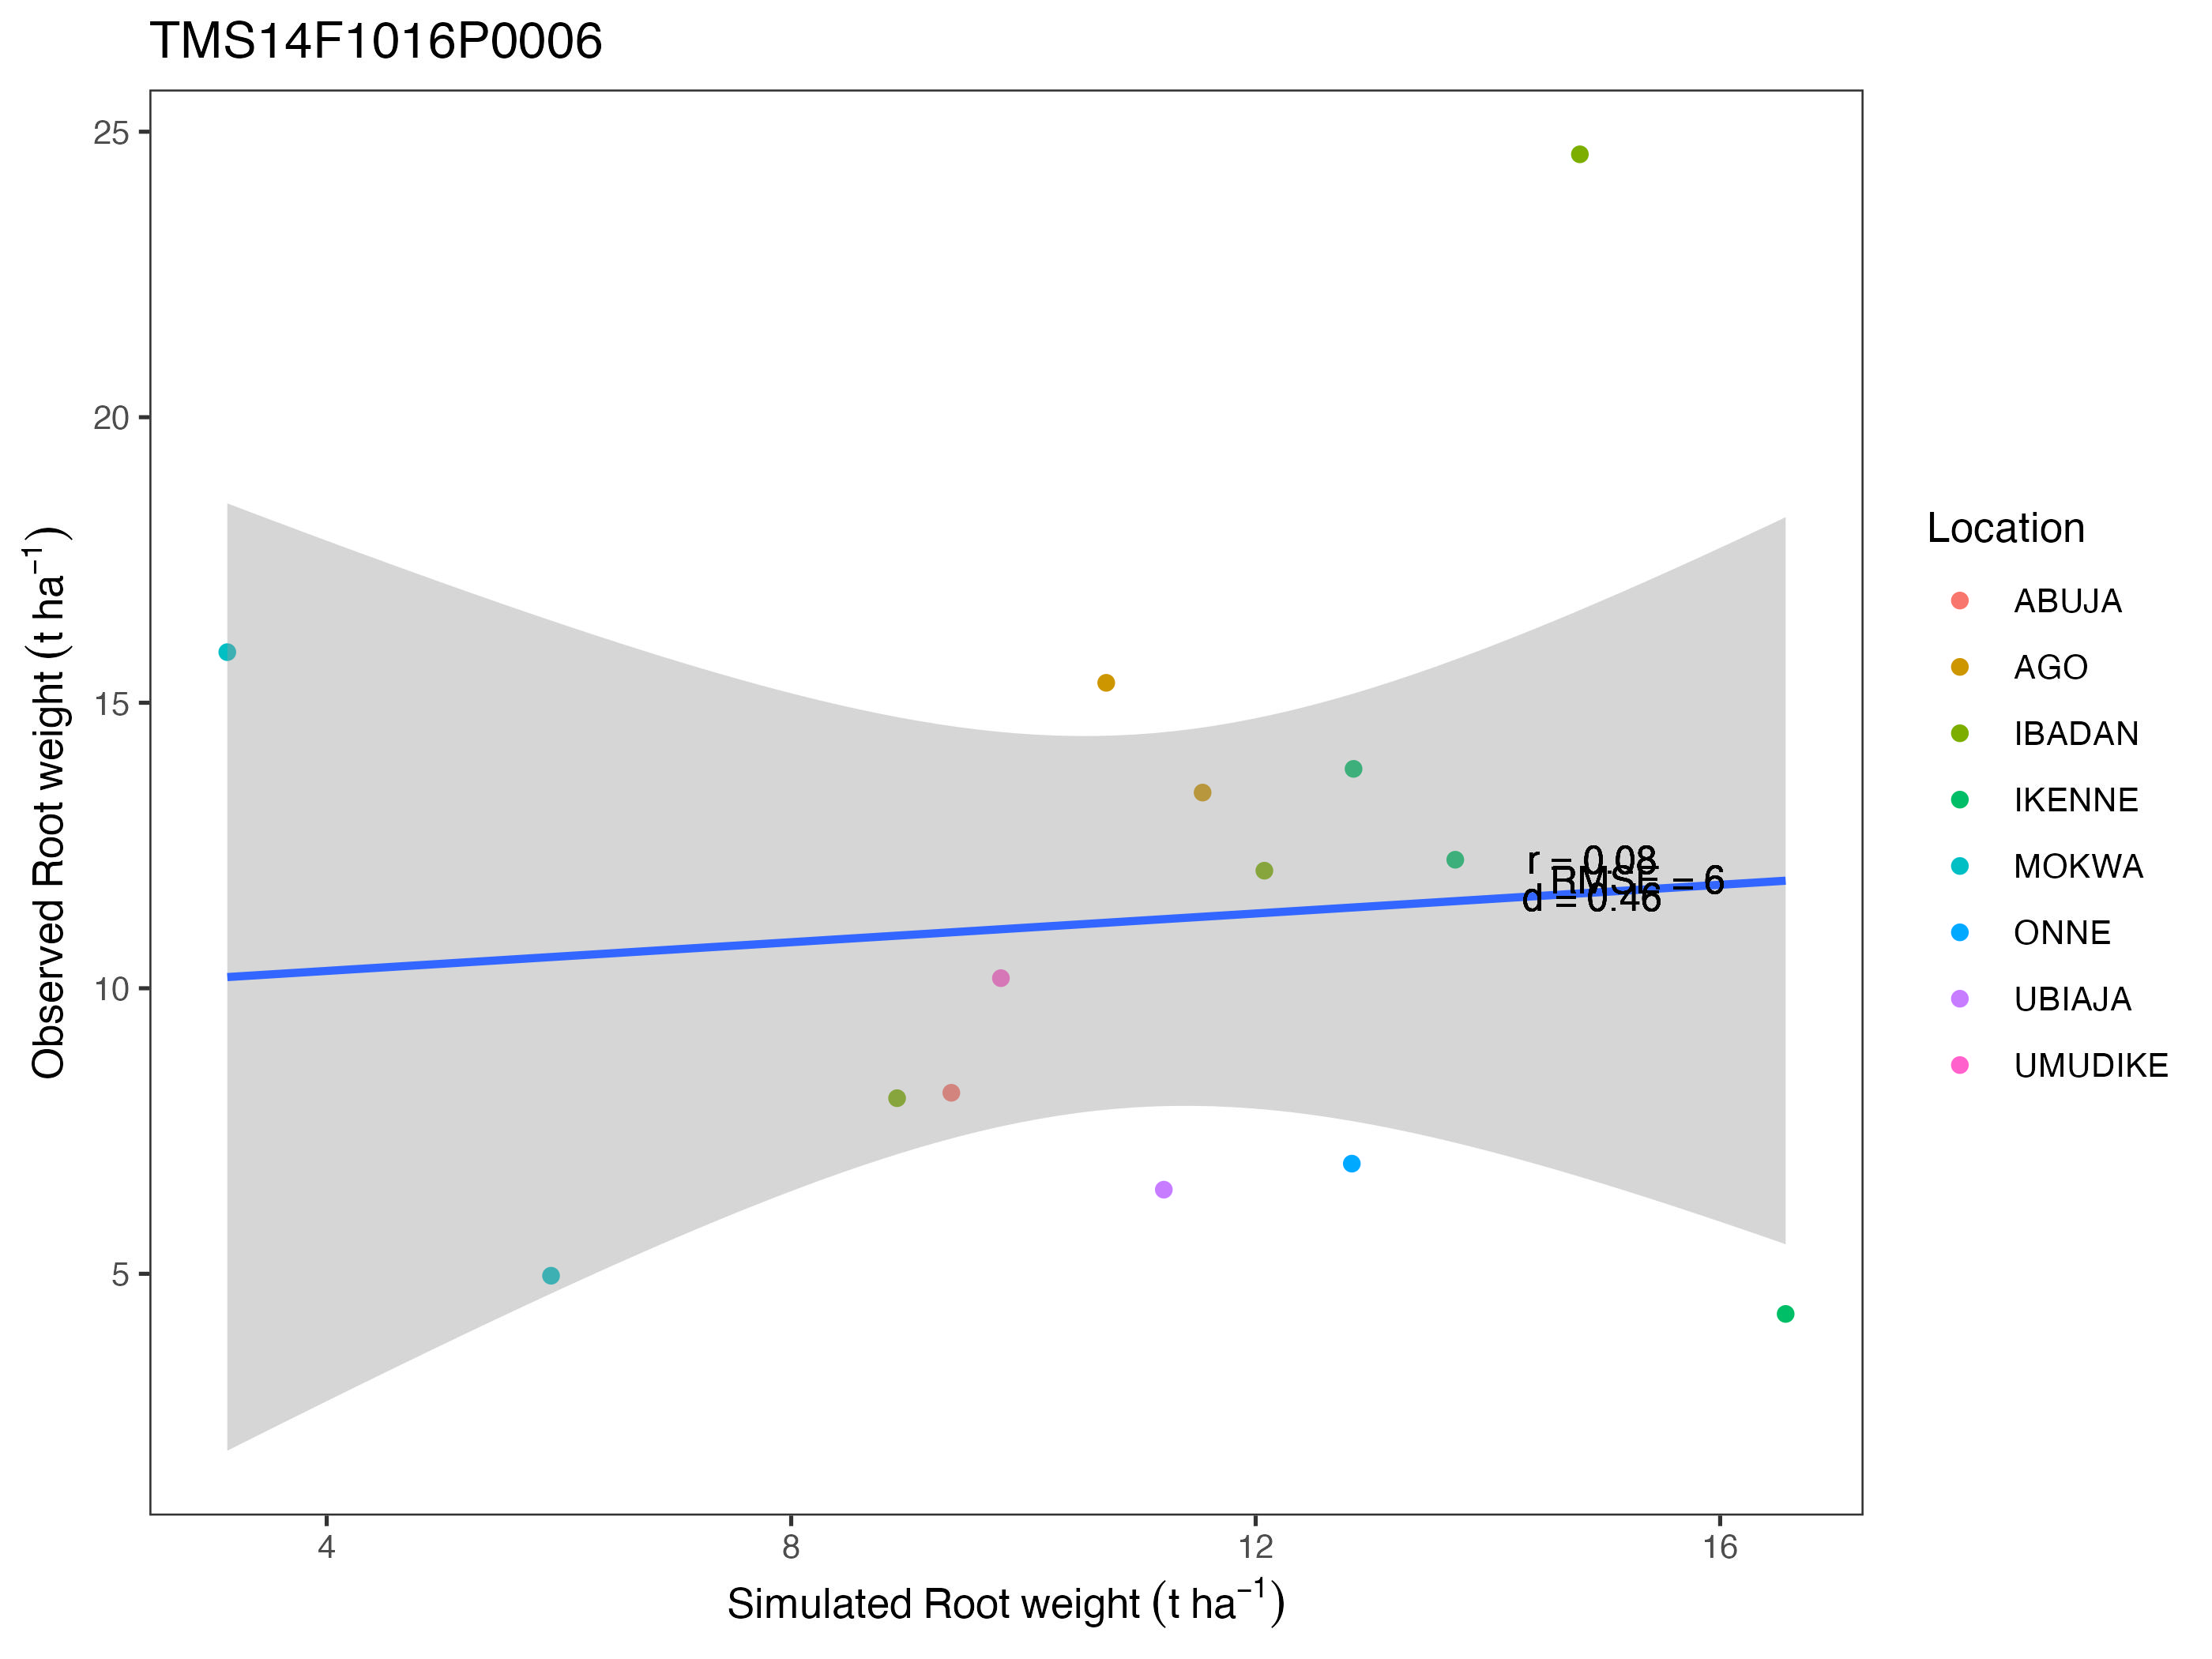 TMS14F1016P0006
25
20
15
10
5
Observed Root weight (t ha⁻¹)
r = 0.08
RMSE = 6
d = 0.46
4 8 12 16
Simulated Root weight (t ha⁻¹)
Location
ABUJA
AGO
IBADAN
IKENNE
MOKWA
ONNE
UBIAJA
UMUDIKE